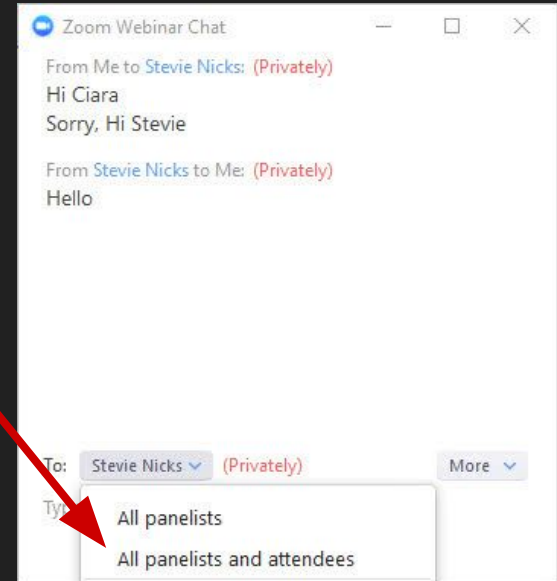 Zoom Webinar Chat
From Me to Stevie Nicks: (Privately)
Hi Ciara
Sorry, Hi Stevie
From Stevie Nicks to Me: (Privately)
Hello
To: Stevie Nicks (Privately) More
All panelists
All panelists and attendees